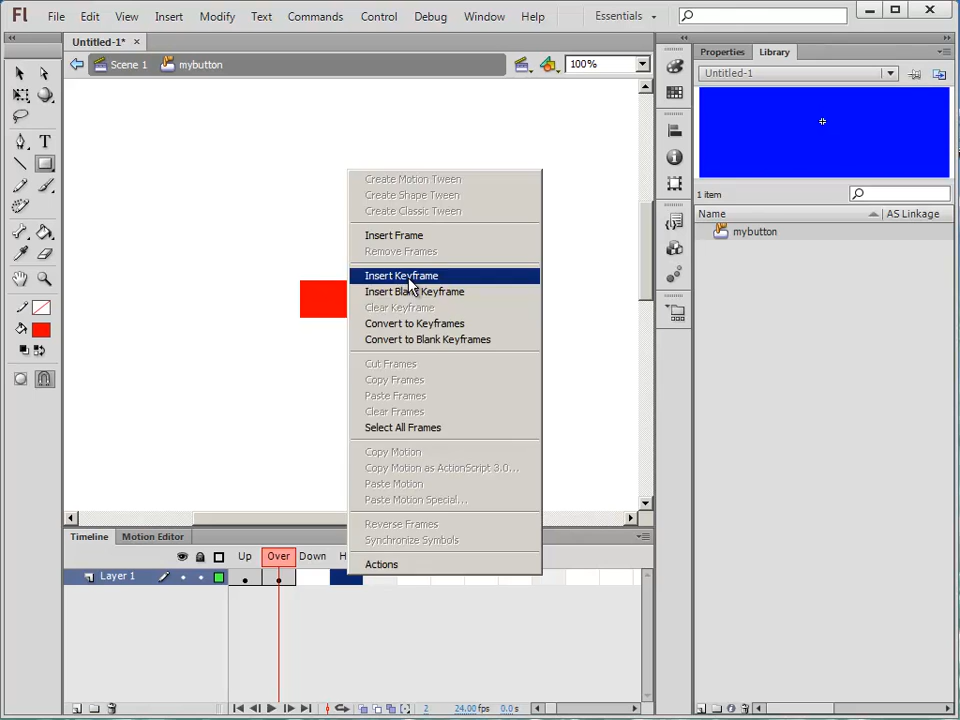 Fl File Edit View Insert Modify Text Commands Control Debug Window Help Essentials
Untitled-1*
Scene 1 mybutton 100%
Properties Library
Untitled-1
1 item
Name AS Linkage
mybutton
Create Motion Tween
Create Shape Tween
Create Classic Tween
Insert Frame
Remove Frames
Insert Keyframe
Insert Blank Keyframe
Clear Keyframe
Convert to Keyframes
Convert to Blank Keyframes
Cut Frames
Copy Frames
Paste Frames
Clear Frames
Select All Frames
Copy Motion
Copy Motion as ActionScript 3.0...
Paste Motion
Paste Motion Special...
Reverse Frames
Synchronize Symbols
Actions
Timeline Motion Editor
Up Over Down
Layer 1
2 24.00 fps 0.0 s